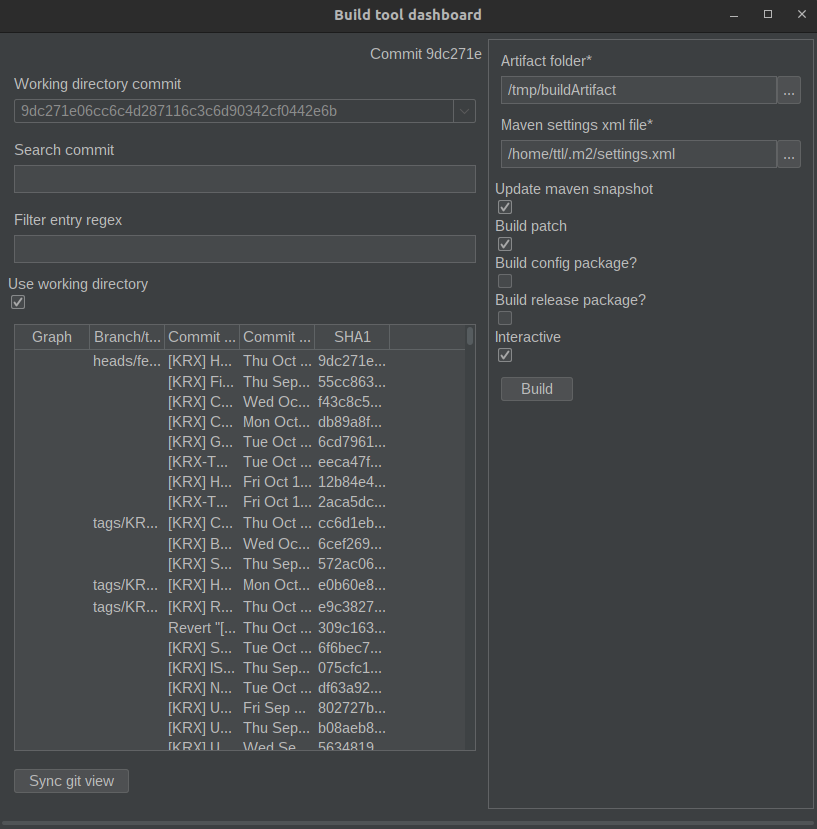 Build tool dashboard
Commit 9dc271e
Working directory commit
9dc271e06cc6c4d287116c3c6d90342cf0442e6b
Search commit
Filter entry regex
Use working directory
Graph Branch/t... Commit ... Commit ... SHA1
heads/fe... [KRX] H... Thu Oct ... 9dc271e...
[KRX] Fi... Thu Sep... 55cc863...
[KRX] C... Wed Oc... f43c8c5...
[KRX] C... Mon Oct... db89a8f...
[KRX] G... Tue Oct ... 6cd7961...
[KRX-T... Tue Oct ... eeca47f...
[KRX] H... Fri Oct 1... 12b84e4...
[KRX-T... Fri Oct 1... 2aca5dc...
tags/KR... [KRX] C... Thu Oct ... cc6d1eb...
[KRX] B... Wed Oc... 6cef269...
[KRX] S... Thu Sep... 572ac06...
tags/KR... [KRX] H... Mon Oct... e0b60e8...
tags/KR... [KRX] R... Thu Oct ... e9c3827...
Revert "[... Thu Oct ... 309c163...
[KRX] S... Tue Oct ... 6f6bec7...
[KRX] IS... Thu Sep... 075cfc1...
[KRX] N... Tue Oct ... df63a92...
[KRX] U... Fri Sep ... 802727b...
[KRX] U... Thu Sep... b08aeb8...
[KRX] U... Wed Se... 5634819...
Sync git view
Artifact folder*
/tmp/buildArtifact ...
Maven settings xml file*
/home/ttl/.m2/settings.xml ...
Update maven snapshot
Build patch
Build config package?
Build release package?
Interactive
Build